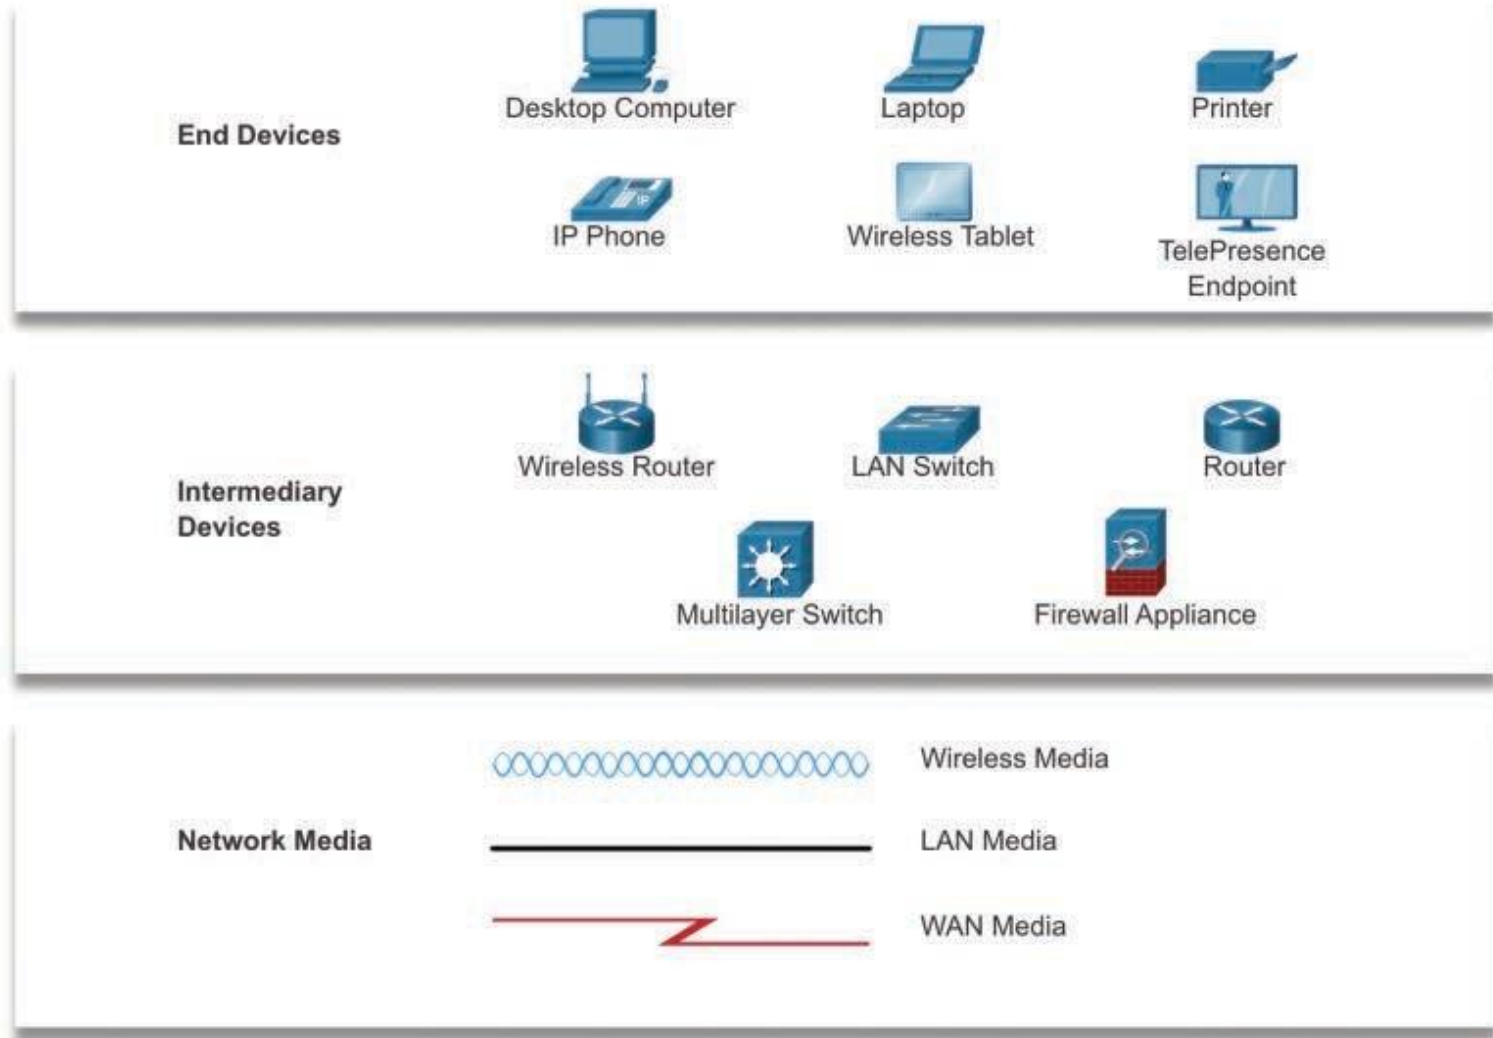 Desktop Computer
Laptop
Printer
End Devices
IP
IP Phone
Wireless Tablet
TelePresence
Endpoint
Wireless Router
LAN Switch
Router
Intermediary
Devices
Multilayer Switch
Firewall Appliance
Wireless Media
Network Media
LAN Media
WAN Media